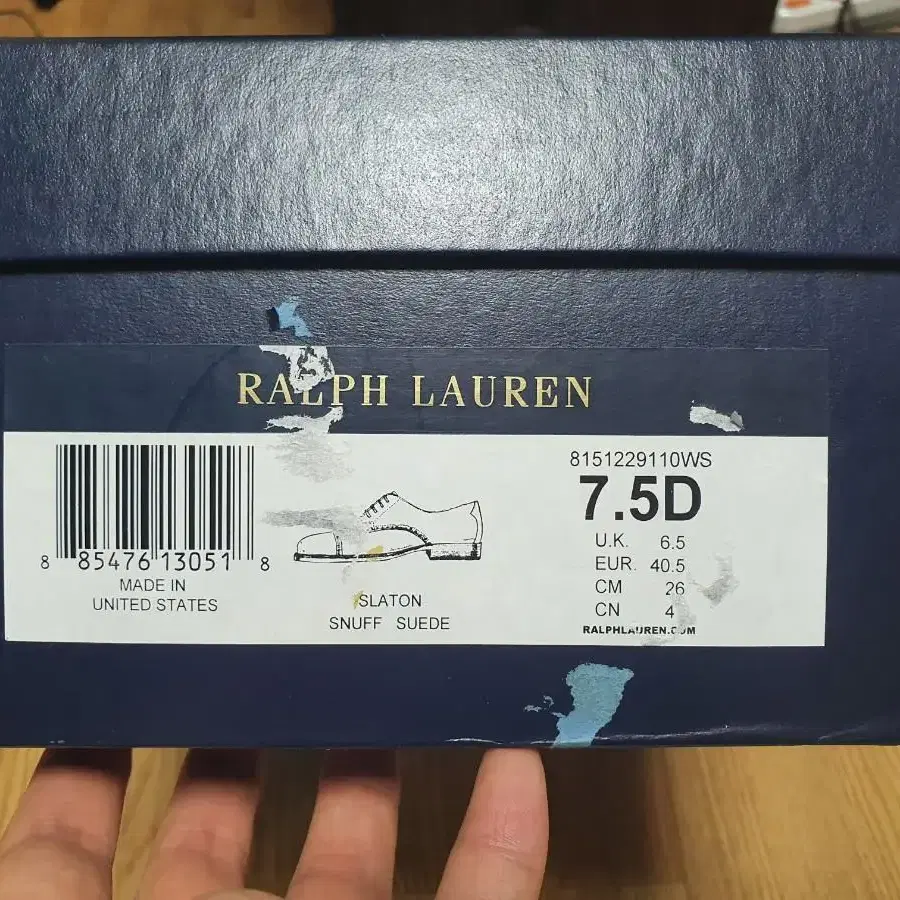 RALPH LAUREN
8 85476 13051 8
MADE IN
UNITED STATES
SLATON
SNUFF SUEDE
8151229110WS
7.5D
U.K. 6.5
EUR. 40.5
CM 26
CN 4
RALPHLAUREN.COM